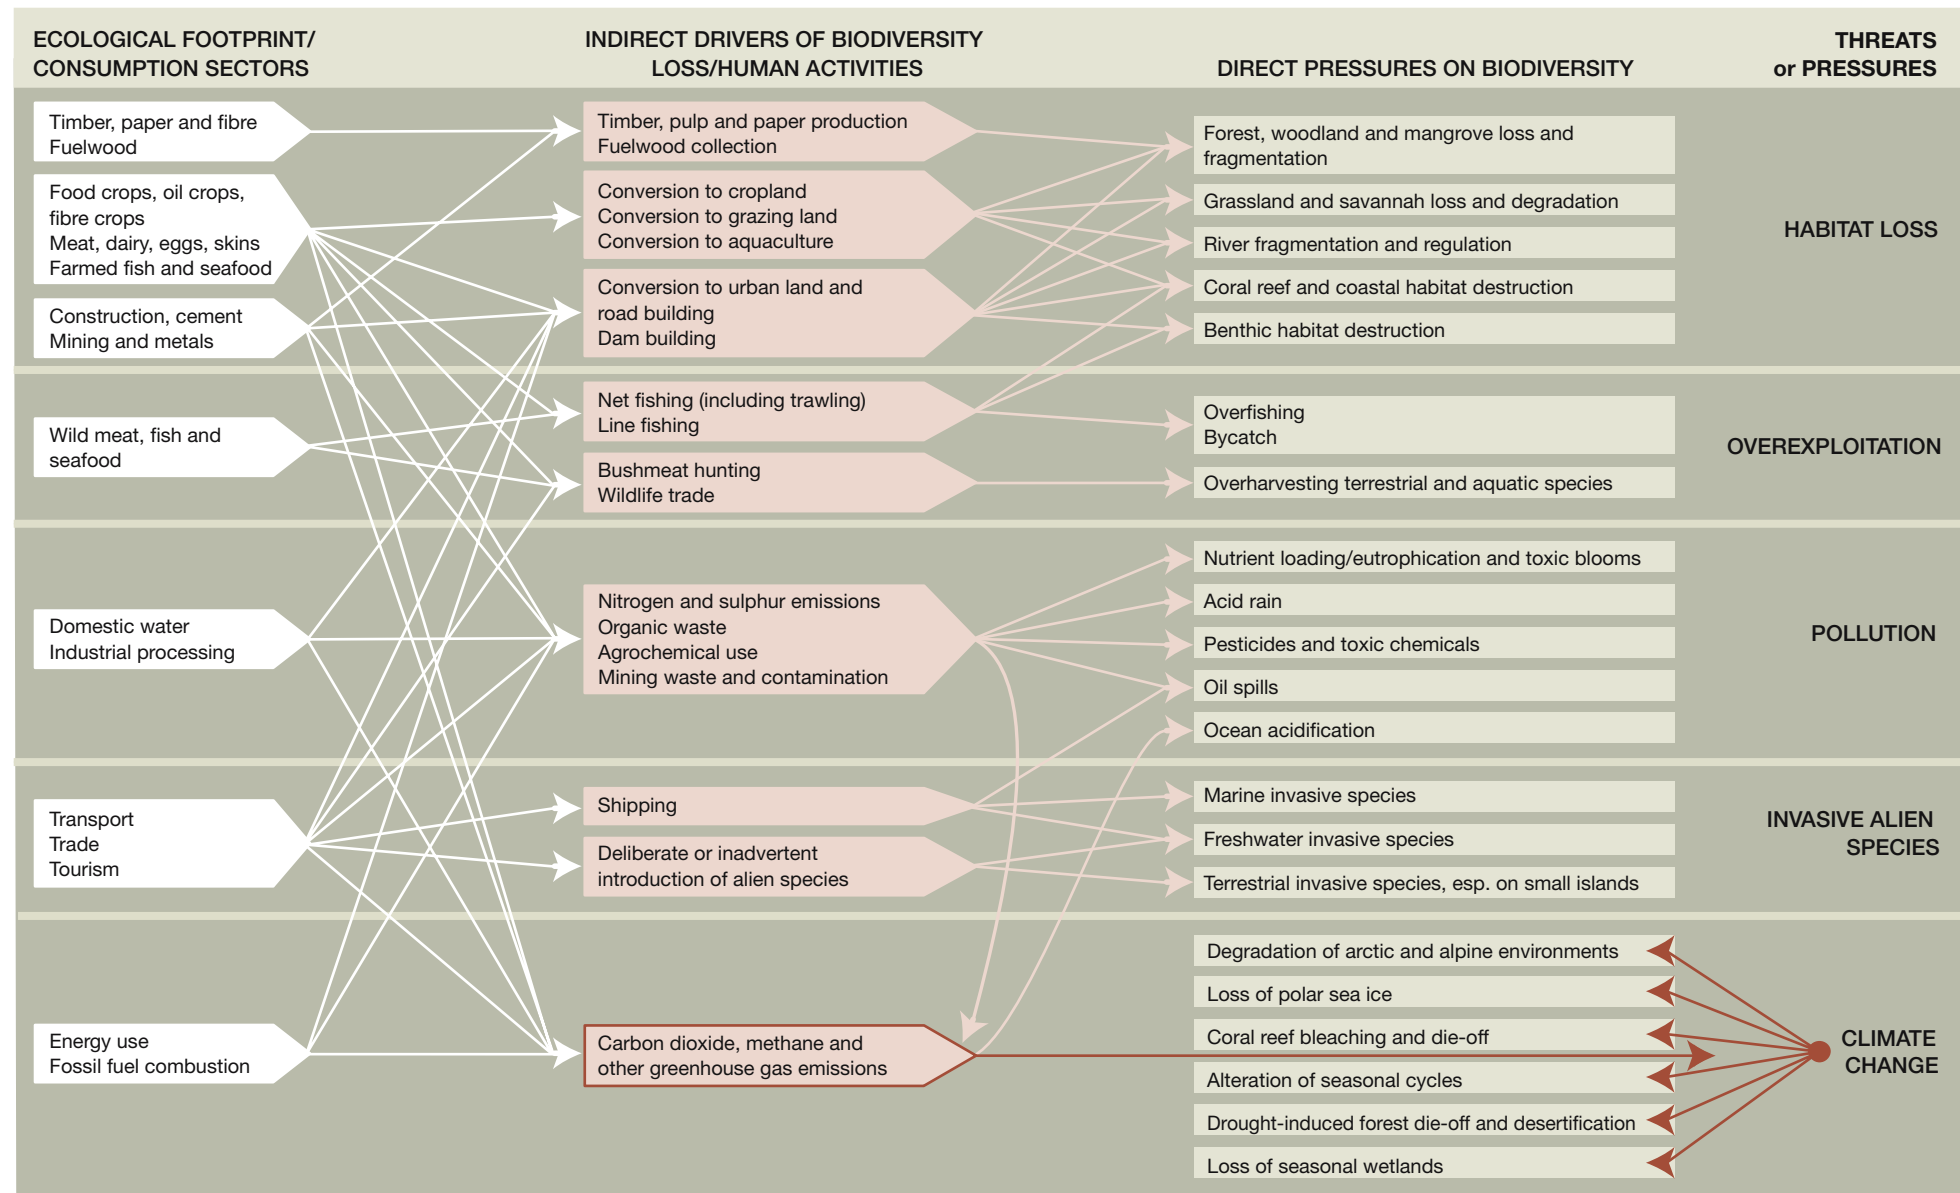 ECOLOGICAL FOOTPRINT/
CONSUMPTION SECTORS
INDIRECT DRIVERS OF BIODIVERSITY
LOSS/HUMAN ACTIVITIES
DIRECT PRESSURES ON BIODIVERSITY
THREATS
or PRESSURES
Timber, paper and fibre
Fuelwood
Food crops, oil crops,
fibre crops
Meat, dairy, eggs, skins
Farmed fish and seafood
Construction, cement
Mining and metals
Timber, pulp and paper production
Fuelwood collection
Conversion to cropland
Conversion to grazing land
Conversion to aquaculture
Conversion to urban land and
road building
Dam building
Forest, woodland and mangrove loss and
fragmentation
Grassland and savannah loss and degradation
River fragmentation and regulation
Coral reef and coastal habitat destruction
Benthic habitat destruction
HABITAT LOSS
Wild meat, fish and
seafood
Net fishing (including trawling)
Line fishing
Bushmeat hunting
Wildlife trade
Overfishing
Bycatch
Overharvesting terrestrial and aquatic species
OVEREXPLOITATION
Domestic water
Industrial processing
Nitrogen and sulphur emissions
Organic waste
Agrochemical use
Mining waste and contamination
Nutrient loading/eutrophication and toxic blooms
Acid rain
Pesticides and toxic chemicals
Oil spills
Ocean acidification
POLLUTION
Transport
Trade
Tourism
Shipping
Deliberate or inadvertent
introduction of alien species
Marine invasive species
Freshwater invasive species
Terrestrial invasive species, esp. on small islands
INVASIVE ALIEN
SPECIES
Energy use
Fossil fuel combustion
Carbon dioxide, methane and
other greenhouse gas emissions
Degradation of arctic and alpine environments
Loss of polar sea ice
Coral reef bleaching and die-off
Alteration of seasonal cycles
Drought-induced forest die-off and desertification
Loss of seasonal wetlands
CLIMATE
CHANGE